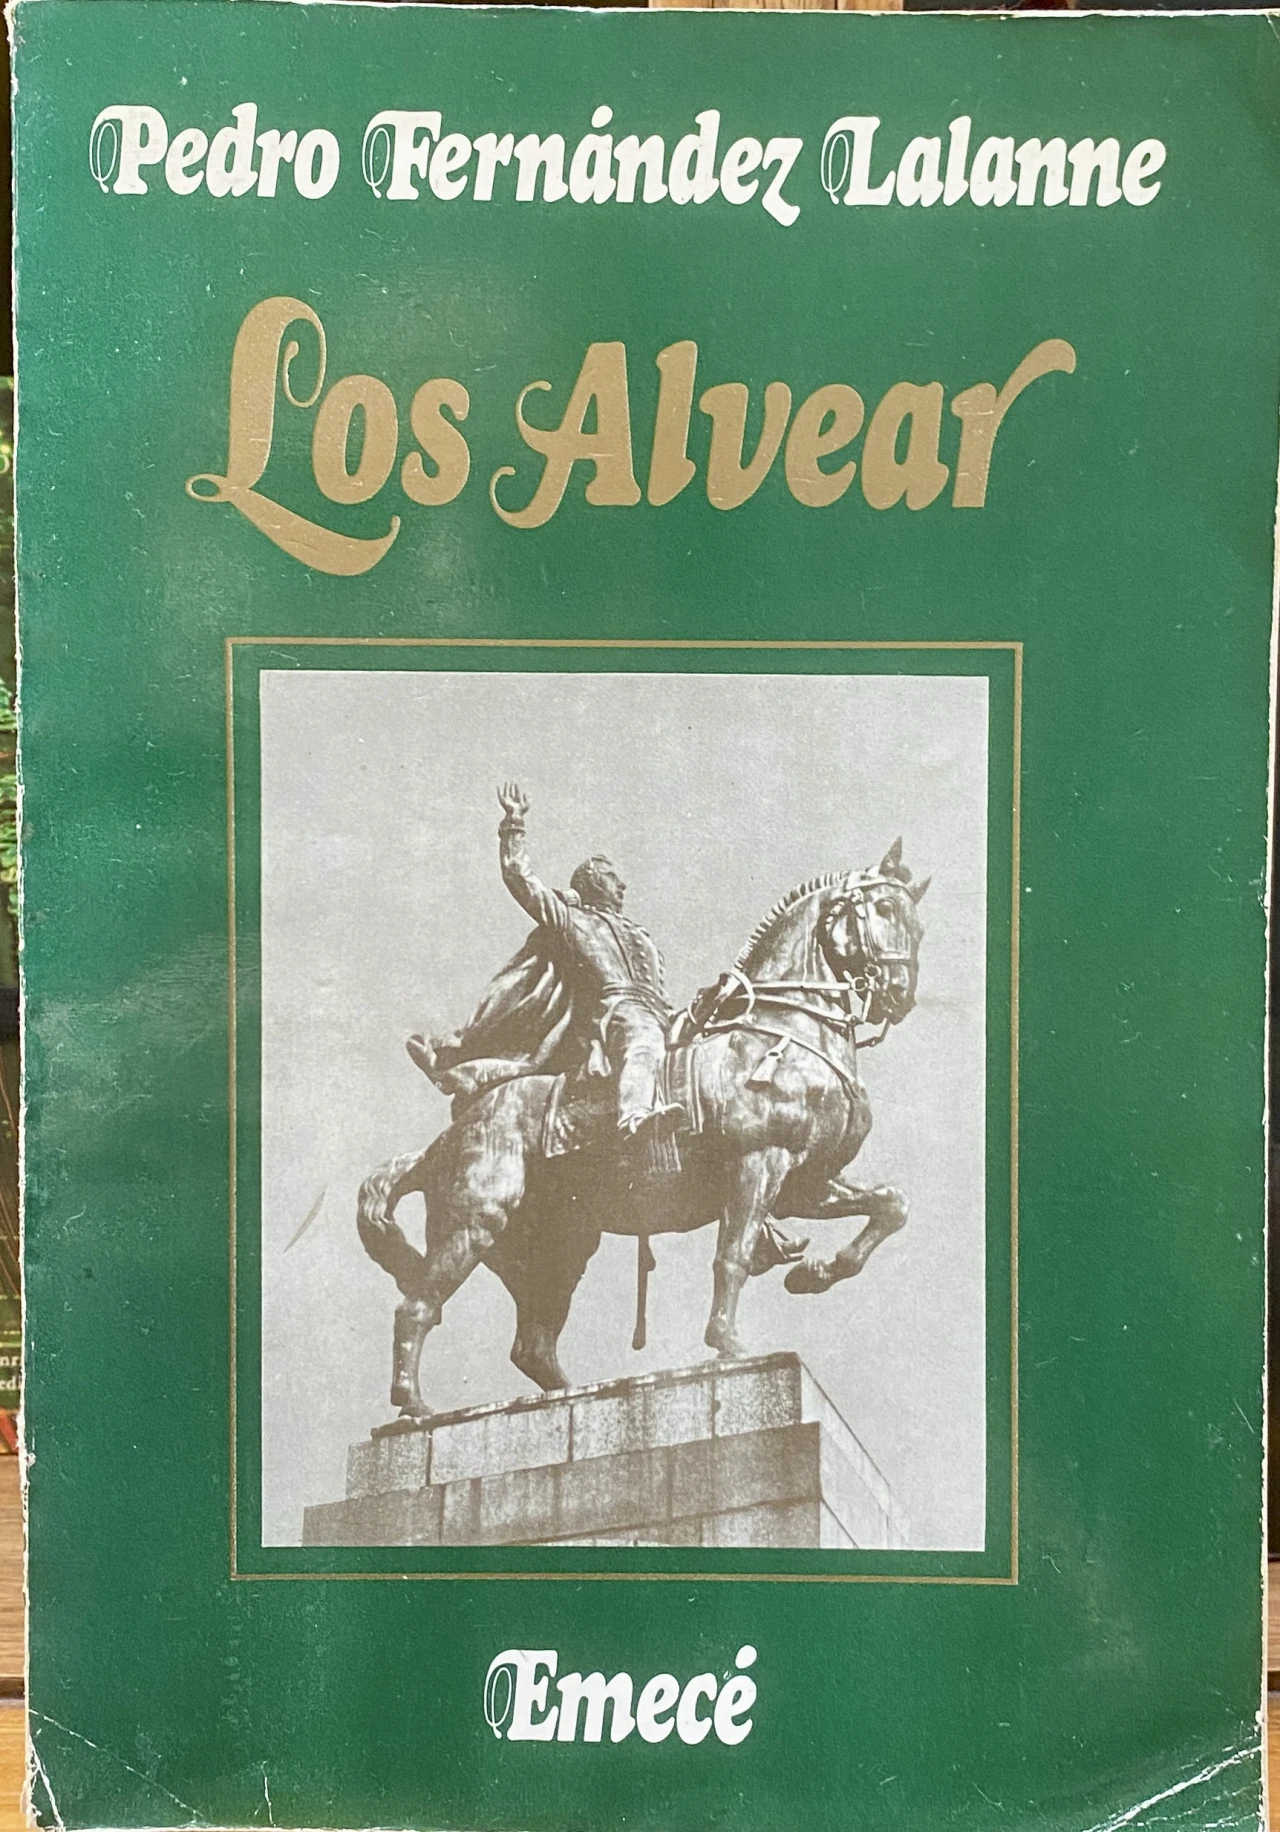 Pedro Fernández Lalanne
Los Alvear
Emecé